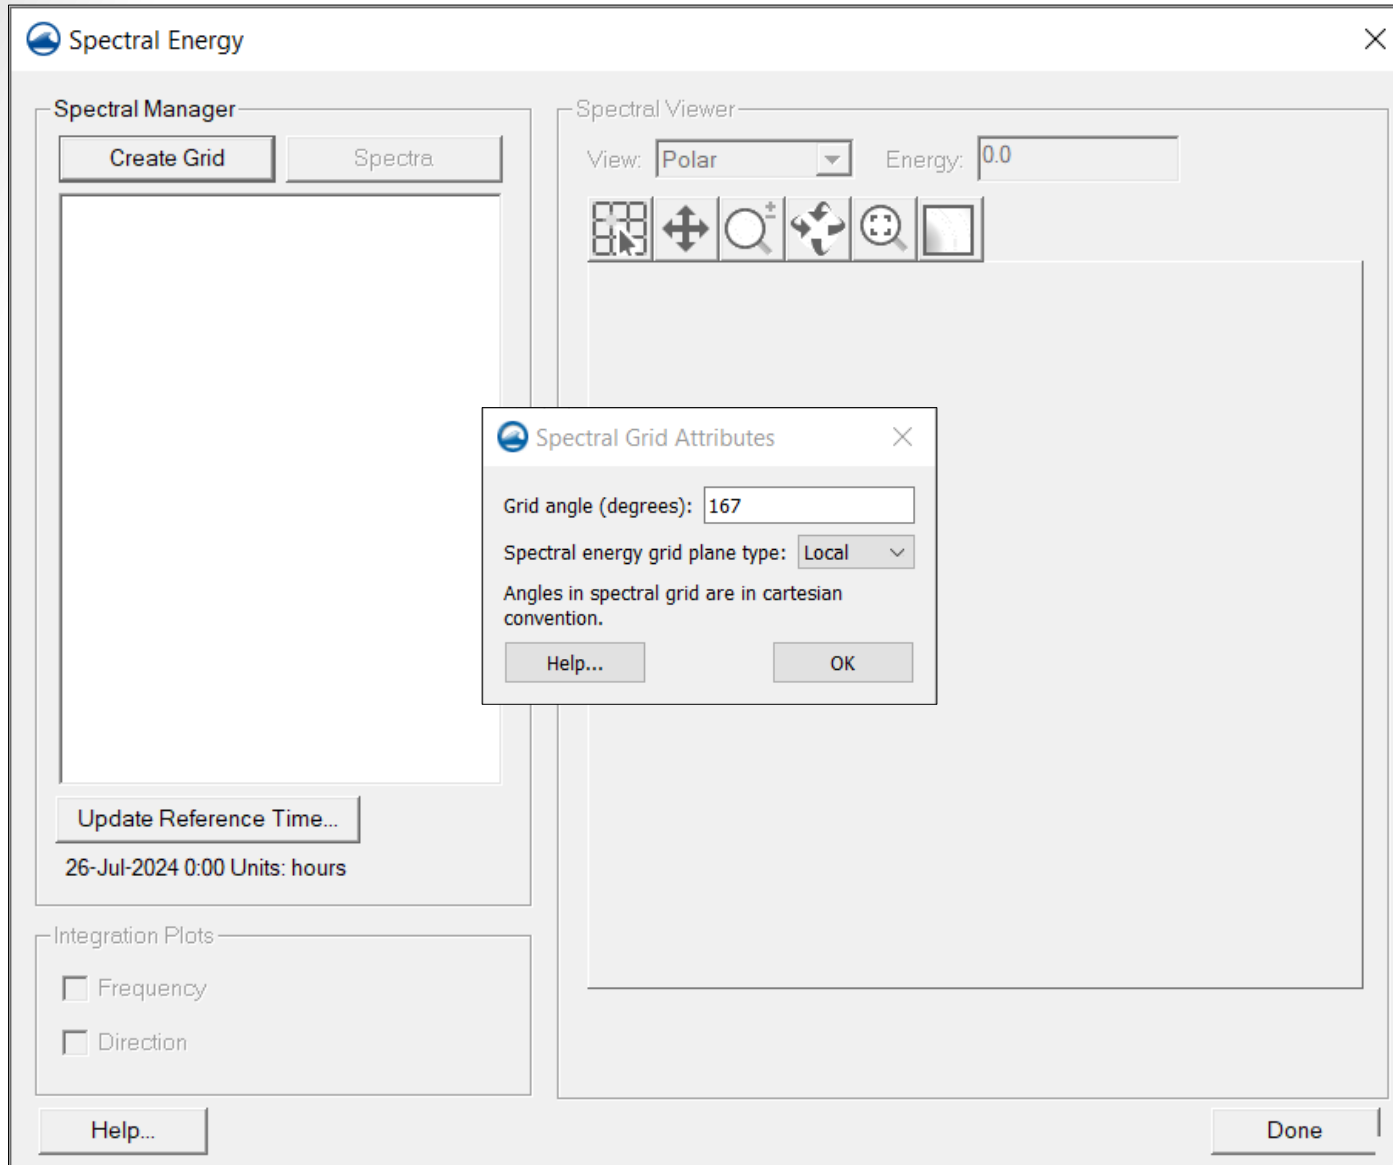 Spectral Energy
Spectral Manager
Create Grid
Spectra
Update Reference Time...
26-Jul-2024 0:00 Units: hours
Integration Plots
Frequency
Direction
Help...
Spectral Viewer
View: Polar
Energy: 0.0
Spectral Grid Attributes
Grid angle (degrees): 167
Spectral energy grid plane type: Local
Angles in spectral grid are in cartesian
convention.
Help...
OK
Done